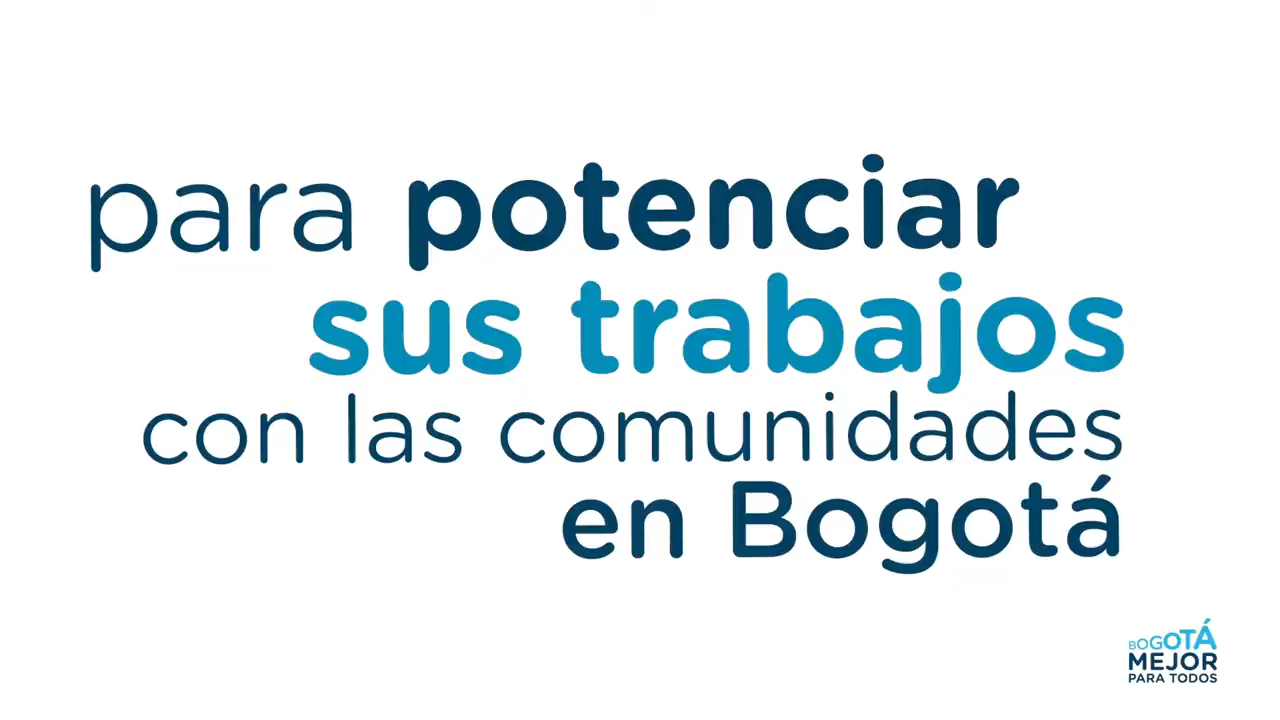 para potenciar
sus trabajos
con las comunidades
en Bogotá
BOGOTÁ
MEJOR
PARA TODOS